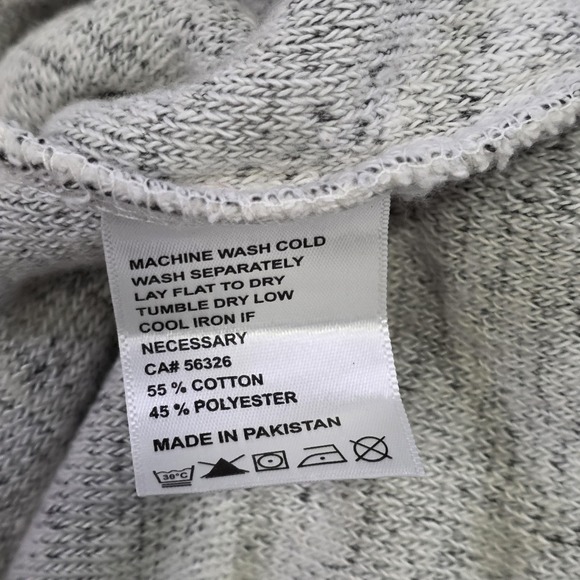 MACHINE WASH COLD
WASH SEPARATELY
LAY FLAT TO DRY
TUMBLE DRY LOW
COOL IRON IF
NECESSARY
CA# 56326
55 % COTTON
45 % POLYESTER
MADE IN PAKISTAN
30°C